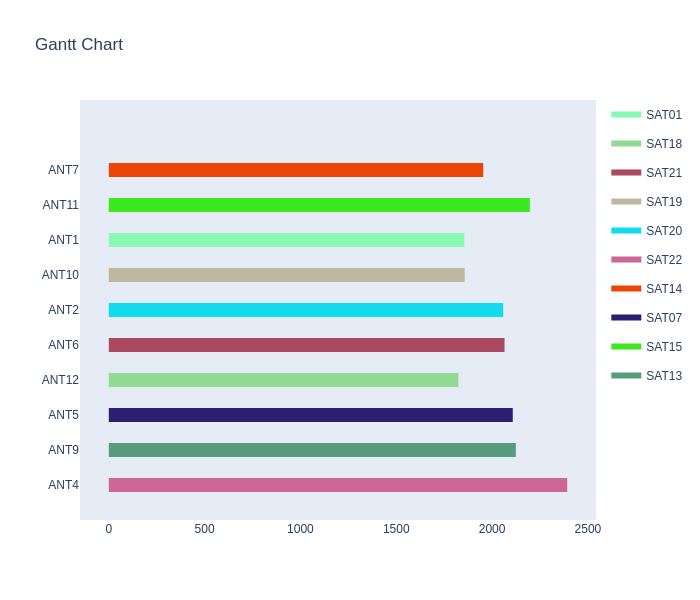 Gantt Chart
ANT7
ANT11
ANT1
ANT10
ANT2
ANT6
ANT12
ANT5
ANT9
ANT4
0 500 1000 1500 2000 2500
SAT01
SAT18
SAT21
SAT19
SAT20
SAT22
SAT14
SAT07
SAT15
SAT13